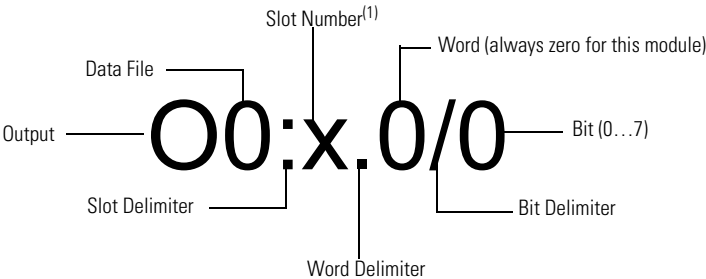 Slot Number(1)
Word (always zero for this module)
Data File
Output
O0:x.0/0
Bit (0…7)
Slot Delimiter
Bit Delimiter
Word Delimiter